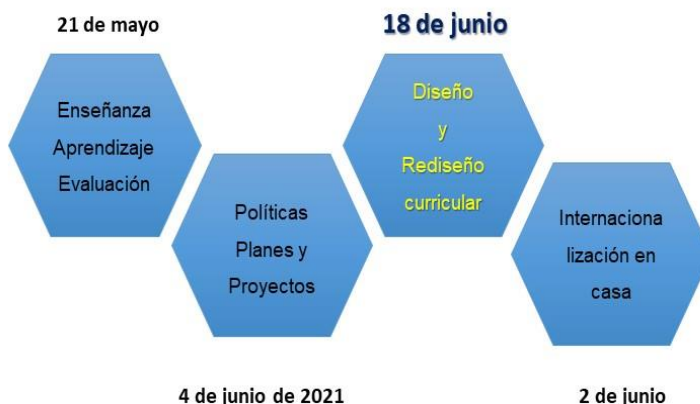 21 de mayo
18 de junio
Enseñanza
Aprendizaje
Evaluación
Políticas
Planes y
Proyectos
Diseño
y
Rediseño
curricular
Internaciona
lización en
casa
4 de junio de 2021
2 de junio